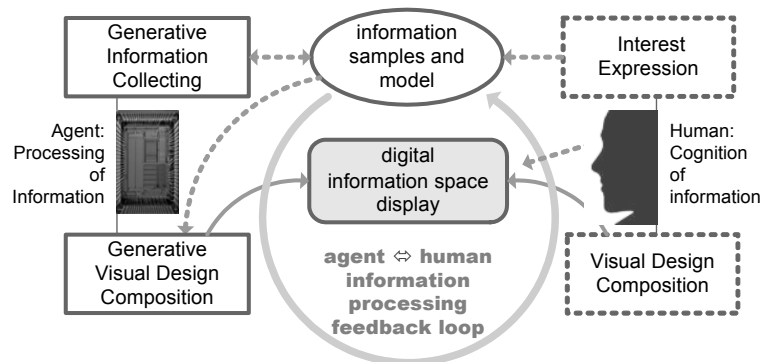 Generative
Information
Collecting
information
samples and
model
Interest
Expression
Agent:
Processing
of
Information
digital
information space
display
Human:
Cognition
of
information
Generative
Visual Design
Composition
agent ⇔ human
information
processing
feedback loop
Visual Design
Composition